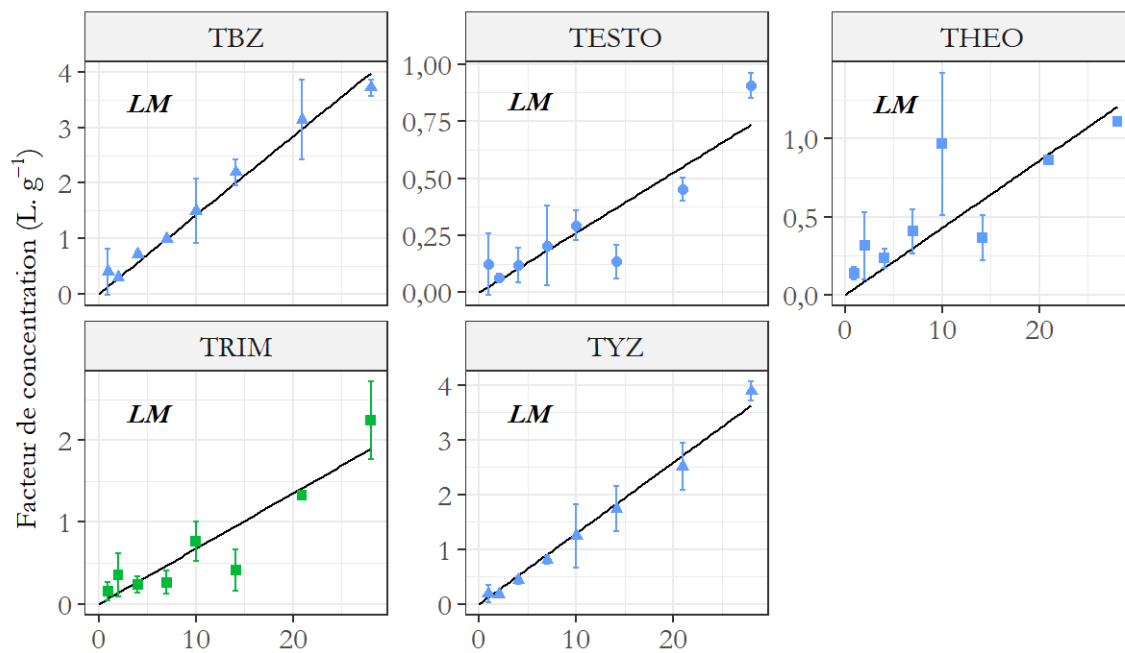 TBZ
TESTO
THEO
LM
LM
LM
4
3
2
1
0
1,00
0,75
0,50
0,25
0,00
1,0
0,5
0,0
0
10
20
Facteur de concentration (L. g⁻¹)
TRIM
TYZ
LM
LM
2
1
0
4
3
2
1
0
0
10
20
0
10
20